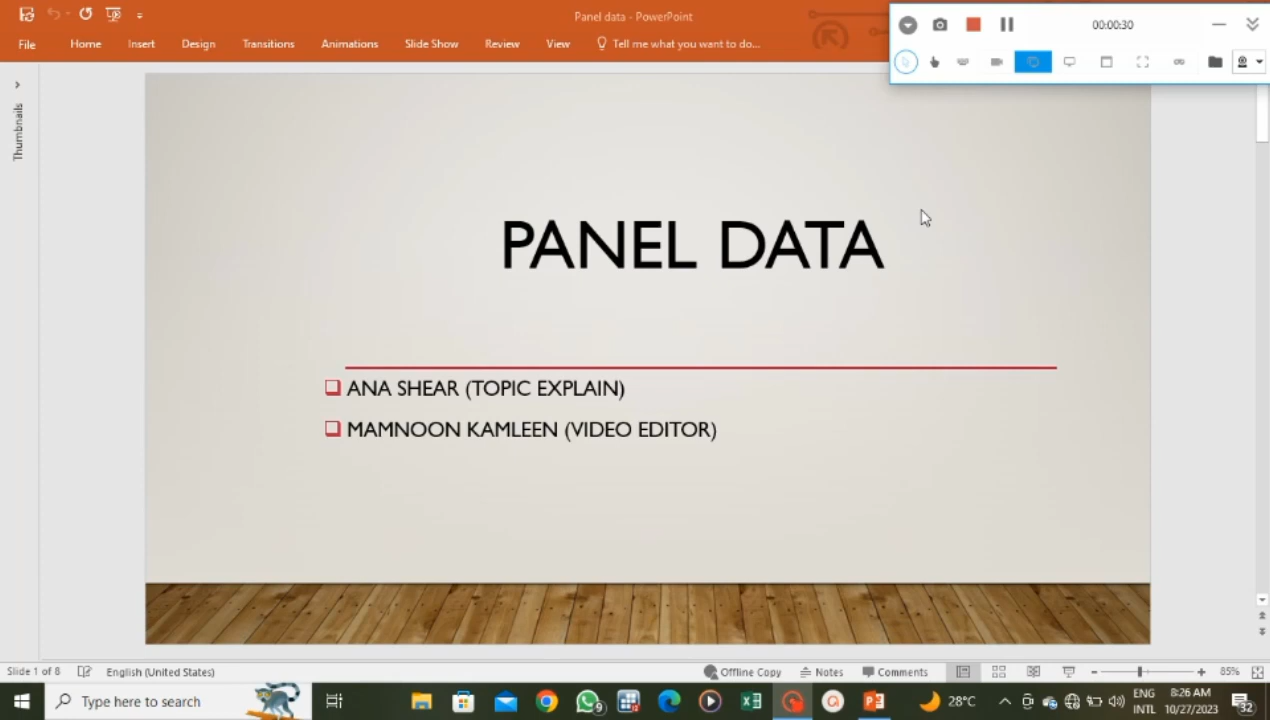 Panel data - PowerPoint
00:00:30
File Home Insert Design Transitions Animations Slide Show Review View Tell me what you want to do...
Thumbnails
PANEL DATA
ANA SHEAR (TOPIC EXPLAIN)
MAMNOON KAMLEEN (VIDEO EDITOR)
Slide 1 of 8 English (United States) Offline Copy Notes Comments 85%
Type here to search 9 28°C ENG INTL 8:26 AM 10/27/2023 32